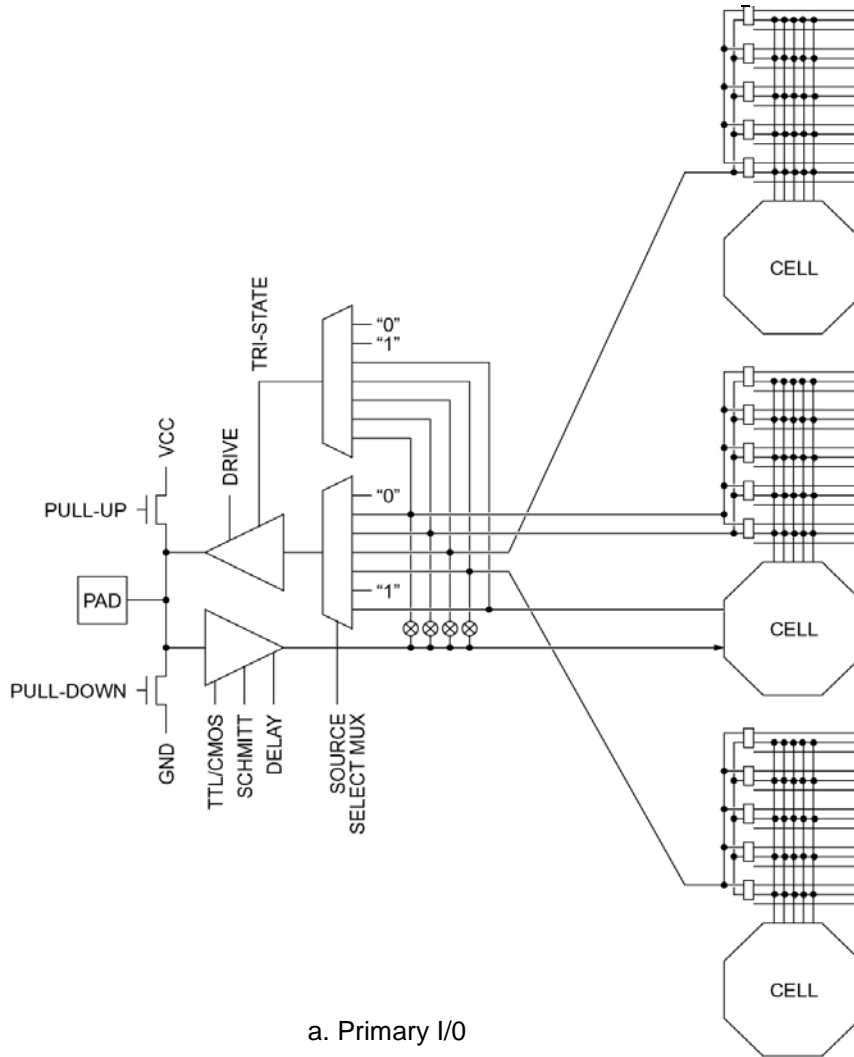 CELL
"0"
"1"
TRI-STATE
VCC
DRIVE
"0"
PULL-UP
"1"
PAD
CELL
PULL-DOWN
GND
TTL/CMOS
SCHMITT
DELAY
SOURCE
SELECT MUX
CELL
a. Primary I/0